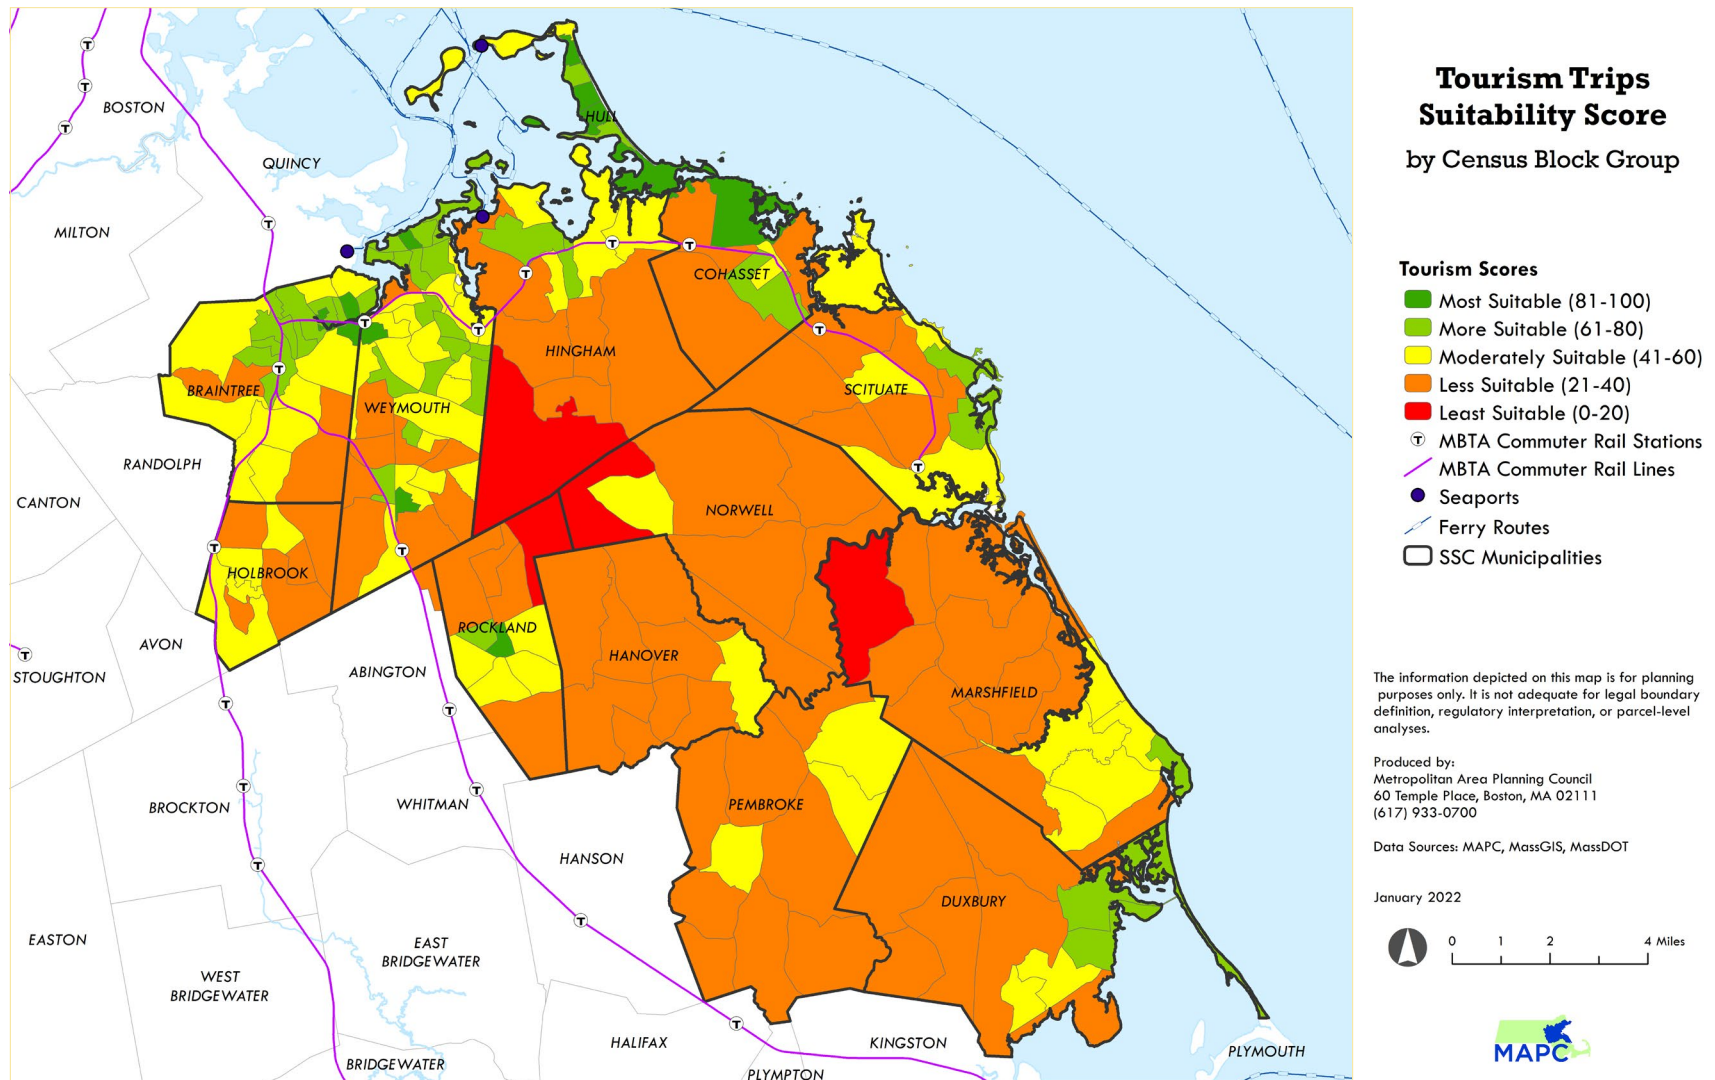 Tourism Trips
Suitability Score
by Census Block Group
Tourism Scores
Most Suitable (81-100)
More Suitable (61-80)
Moderately Suitable (41-60)
Less Suitable (21-40)
Least Suitable (0-20)
T MBTA Commuter Rail Stations
MBTA Commuter Rail Lines
Seaports
Ferry Routes
SSC Municipalities
The information depicted on this map is for planning
purposes only. It is not adequate for legal boundary
definition, regulatory interpretation, or parcel-level
analyses.
Produced by:
Metropolitan Area Planning Council
60 Temple Place, Boston, MA 02111
(617) 933-0700
Data Sources: MAPC, MassGIS, MassDOT
January 2022
0 1 2 4 Miles
MAPC
BOSTON
HULL
QUINCY
MILTON
COHASSET
HINGHAM
BRAINTREE
WEYMOUTH
SCITUATE
RANDOLPH
CANTON
NORWELL
HOLBROOK
ROCKLAND
AVON
HANOVER
ABINGTON
STOUGHTON
MARSHFIELD
BROCKTON
WHITMAN
PEMBROKE
HANSON
DUXBURY
EASTON
EAST
BRIDGEWATER
WEST
BRIDGEWATER
HALIFAX
KINGSTON
PLYMOUTH
BRIDGEWATER
PLYMPTON